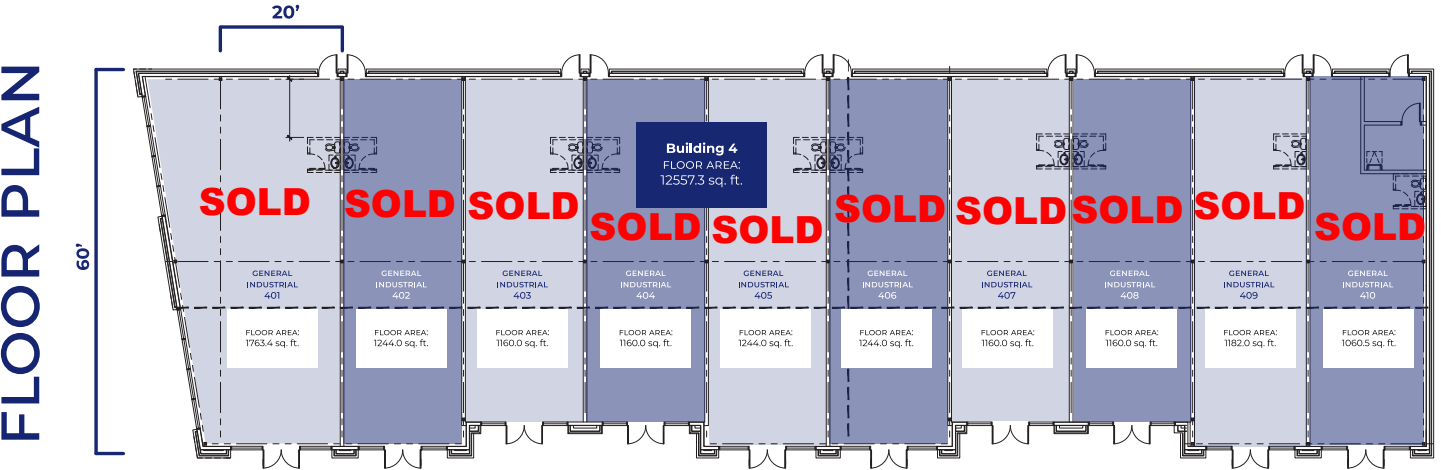 FLOOR PLAN
20’
60’
Building 4
FLOOR AREA:
12557.3 sq. ft.
SOLD
SOLD
SOLD
SOLD
SOLD
SOLD
SOLD
SOLD
SOLD
SOLD
GENERAL
INDUSTRIAL
401
GENERAL
INDUSTRIAL
402
GENERAL
INDUSTRIAL
403
GENERAL
INDUSTRIAL
404
GENERAL
INDUSTRIAL
405
GENERAL
INDUSTRIAL
406
GENERAL
INDUSTRIAL
407
GENERAL
INDUSTRIAL
408
GENERAL
INDUSTRIAL
409
GENERAL
INDUSTRIAL
410
FLOOR AREA:
1763.4 sq. ft.
FLOOR AREA:
1244.0 sq. ft.
FLOOR AREA:
1160.0 sq. ft.
FLOOR AREA:
1160.0 sq. ft.
FLOOR AREA:
1244.0 sq. ft.
FLOOR AREA:
1244.0 sq. ft.
FLOOR AREA:
1160.0 sq. ft.
FLOOR AREA:
1160.0 sq. ft.
FLOOR AREA:
1182.0 sq. ft.
FLOOR AREA:
1060.5 sq. ft.